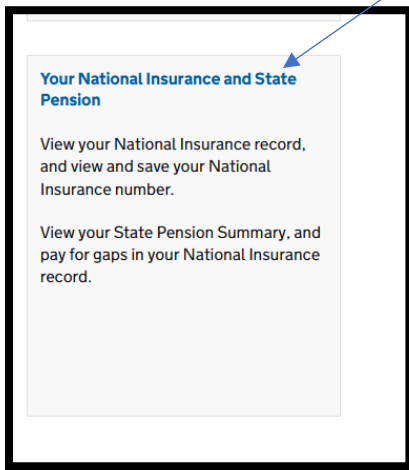 Your National Insurance and State
Pension
View your National Insurance record,
and view and save your National
Insurance number.
View your State Pension Summary, and
pay for gaps in your National Insurance
record.